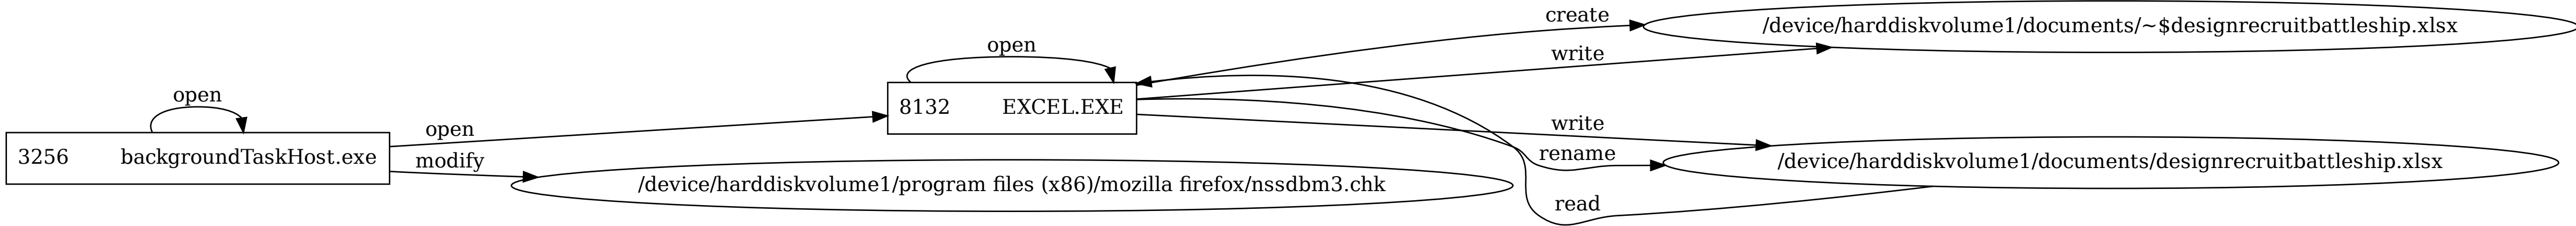 create
/device/harddiskvolume1/documents/~$designrecruitbattleship.xlsx
open
write
open
8132 EXCEL.EXE
open
write
3256 backgroundTaskHost.exe
modify
rename
/device/harddiskvolume1/documents/designrecruitbattleship.xlsx
/device/harddiskvolume1/program files (x86)/mozilla firefox/nssdbm3.chk
read